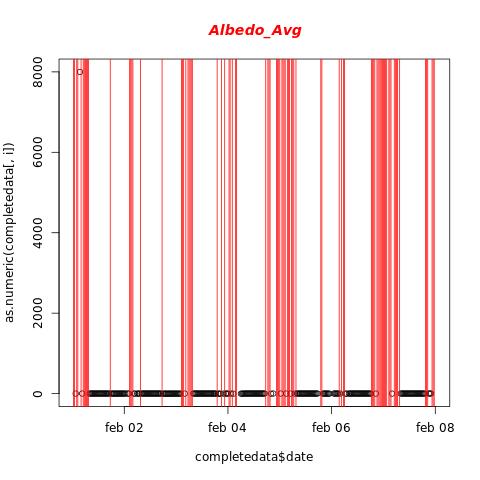 Albedo_Avg
as.numeric(completedata[, i])
8000
6000
4000
2000
0
feb 02 feb 04 feb 06 feb 08
completedata$date